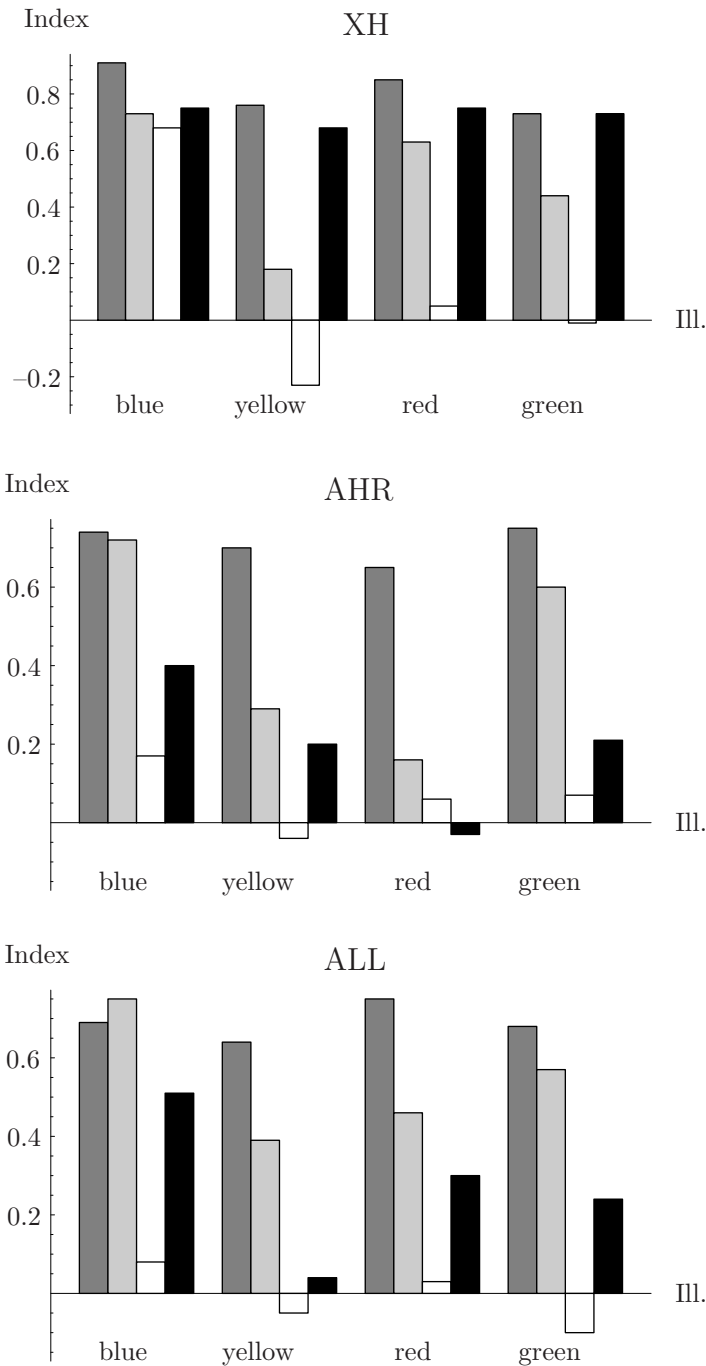 Index
XH
0.8
0.6
0.4
0.2
Ill.
–0.2
blue yellow red green
Index
AHR
0.6
0.4
0.2
Ill.
blue yellow red green
Index
ALL
0.6
0.4
0.2
Ill.
blue yellow red green